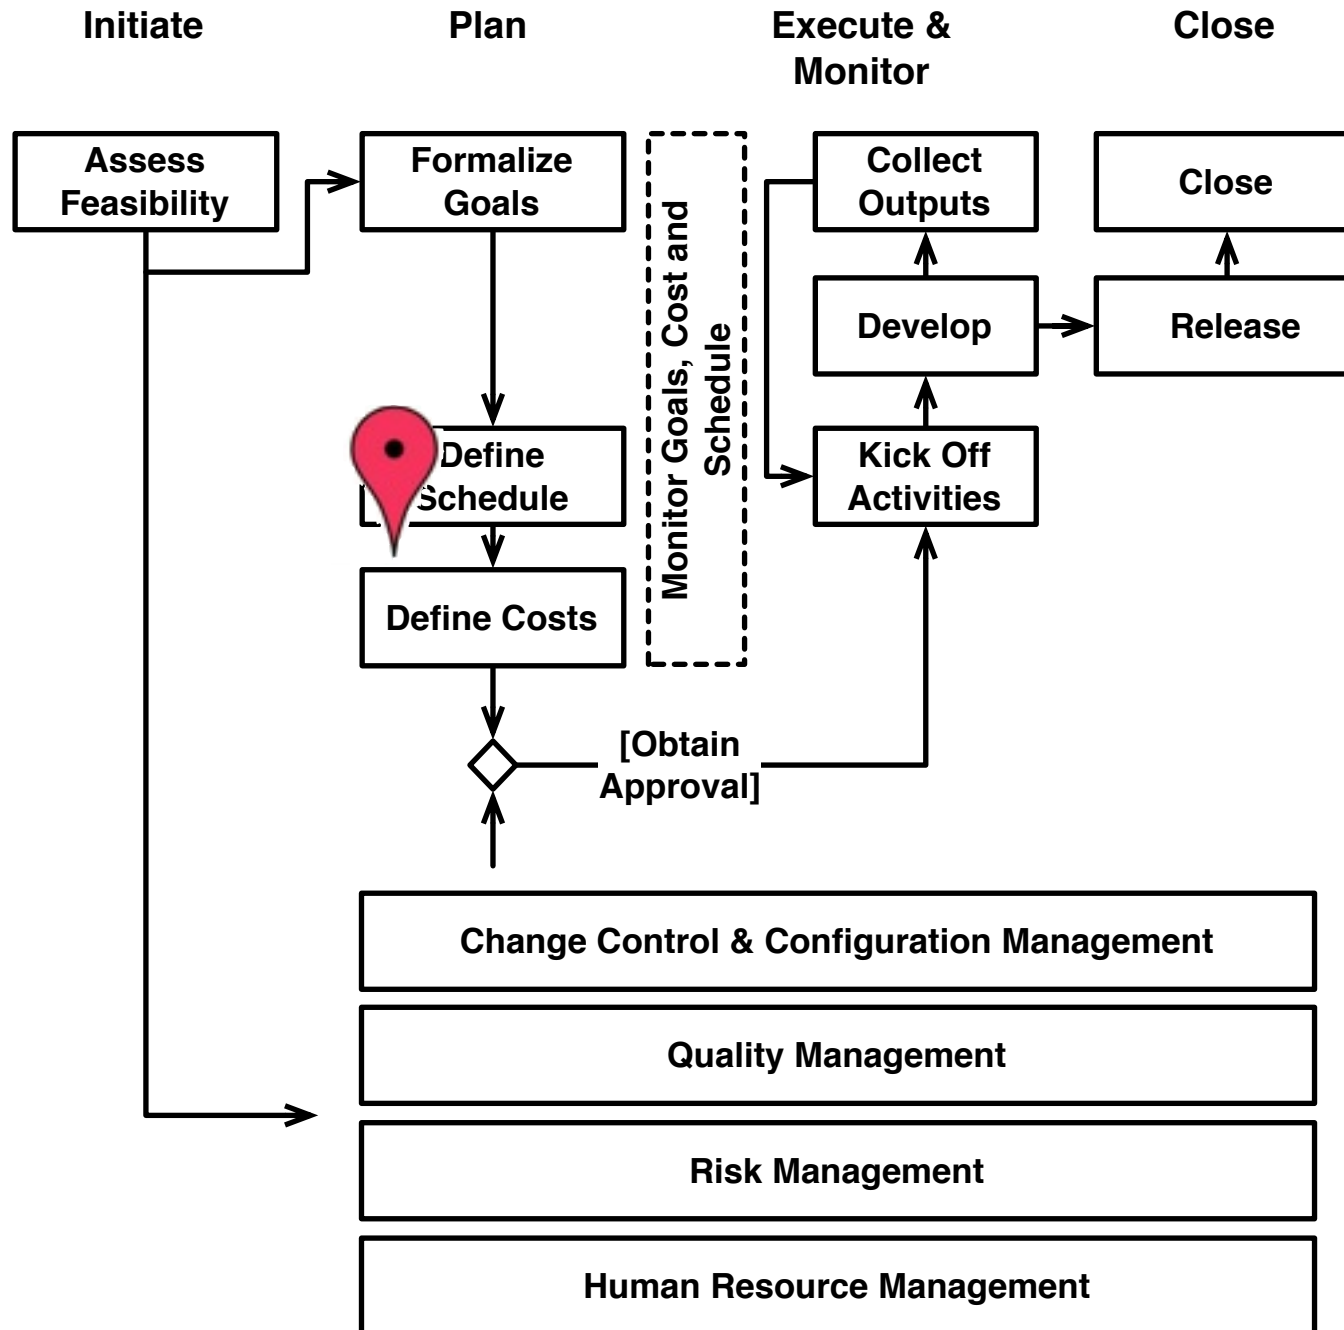 Initiate
Plan
Execute &
Monitor
Close
Assess
Feasibility
Formalize
Goals
Monitor Goals, Cost and
Schedule
Collect
Outputs
Close
Develop
Release
Define
Schedule
Kick Off
Activities
Define Costs
[Obtain
Approval]
Change Control & Configuration Management
Quality Management
Risk Management
Human Resource Management